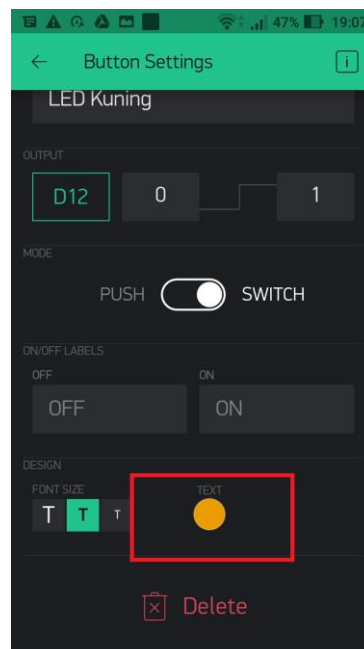 47% 19:07
Button Settings
LED Kuning
OUTPUT
D12 0 1
MODE
PUSH SWITCH
ON/OFF LABELS
OFF ON
OFF ON
DESIGN
FONT SIZE TEXT
T T T
Delete